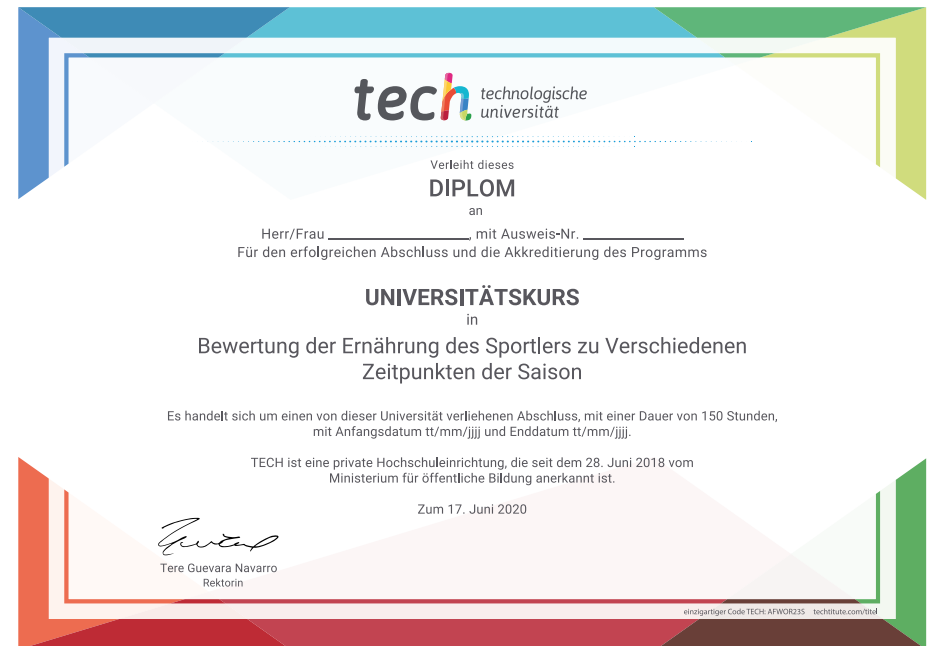 tech technologische
universität
Verleiht dieses
DIPLOM
an
Herr/Frau ____________, mit Ausweis-Nr. ____________
Für den erfolgreichen Abschluss und die Akkreditierung des Programms
UNIVERSITÄTSKURS
in
Bewertung der Ernährung des Sportlers zu Verschiedenen
Zeitpunkten der Saison
Es handelt sich um einen von dieser Universität verliehenen Abschluss, mit einer Dauer von 150 Stunden,
mit Anfangsdatum tt/mm/jjjj und Enddatum tt/mm/jjjj.
TECH ist eine private Hochschuleinrichtung, die seit dem 28. Juni 2018 vom
Ministerium für öffentliche Bildung anerkannt ist.
Zum 17. Juni 2020
Tere Guevara Navarro
Rektorin
einzigartiger Code TECH: AFWOR23S techtitute.com/titel